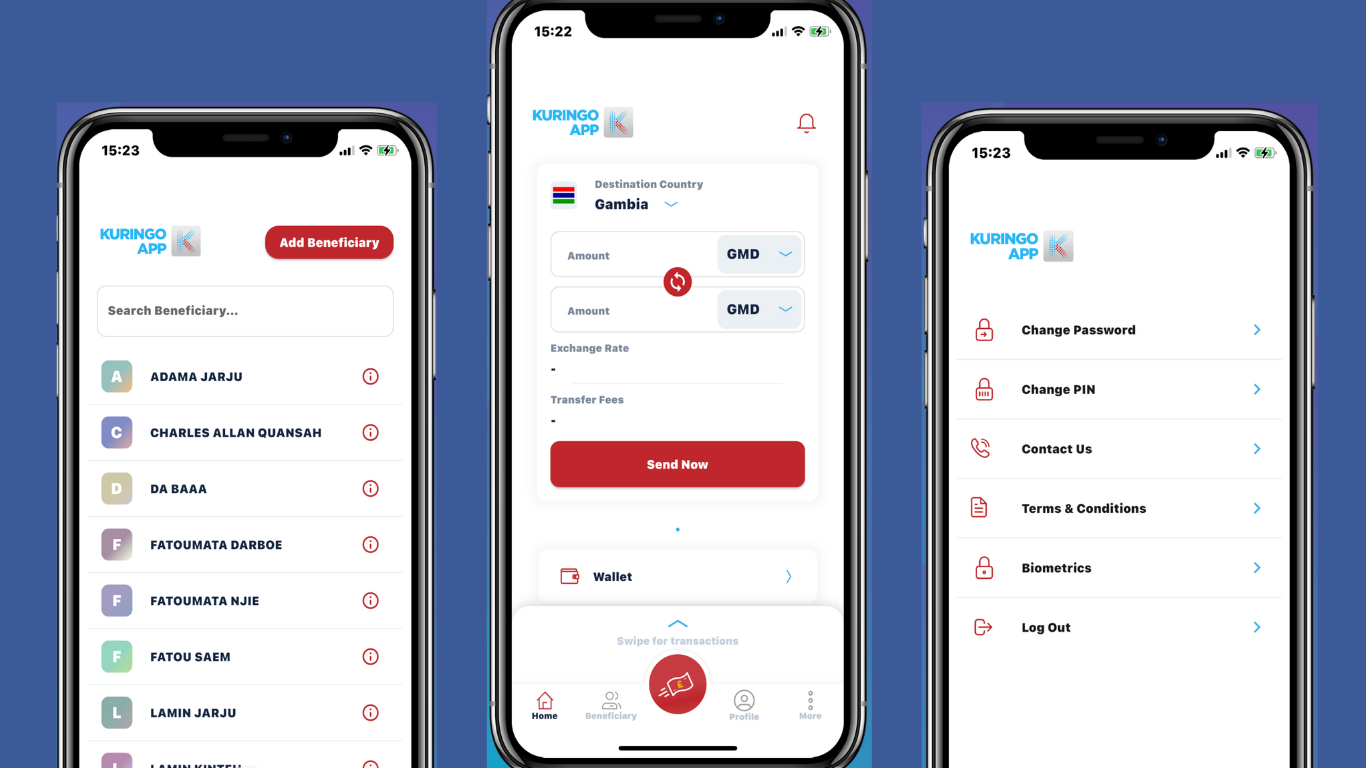 15:23
KURINGO
APP
Add Beneficiary
Search Beneficiary...
A ADAMA JARJU
C CHARLES ALLAN QUANSAH
D DA BAAA
F FATOUMATA DARBOE
F FATOUMATA NJIE
F FATOU SAEM
L LAMIN JARJU
LAMIN
15:22
KURINGO
APP
Destination Country
Gambia
Amount GMD
Amount GMD
Exchange Rate
-
Transfer Fees
-
Send Now
Wallet
Swipe for transactions
£
Home Beneficiary Profile More
15:23
KURINGO
APP
Change Password
Change PIN
Contact Us
Terms & Conditions
Biometrics
Log Out